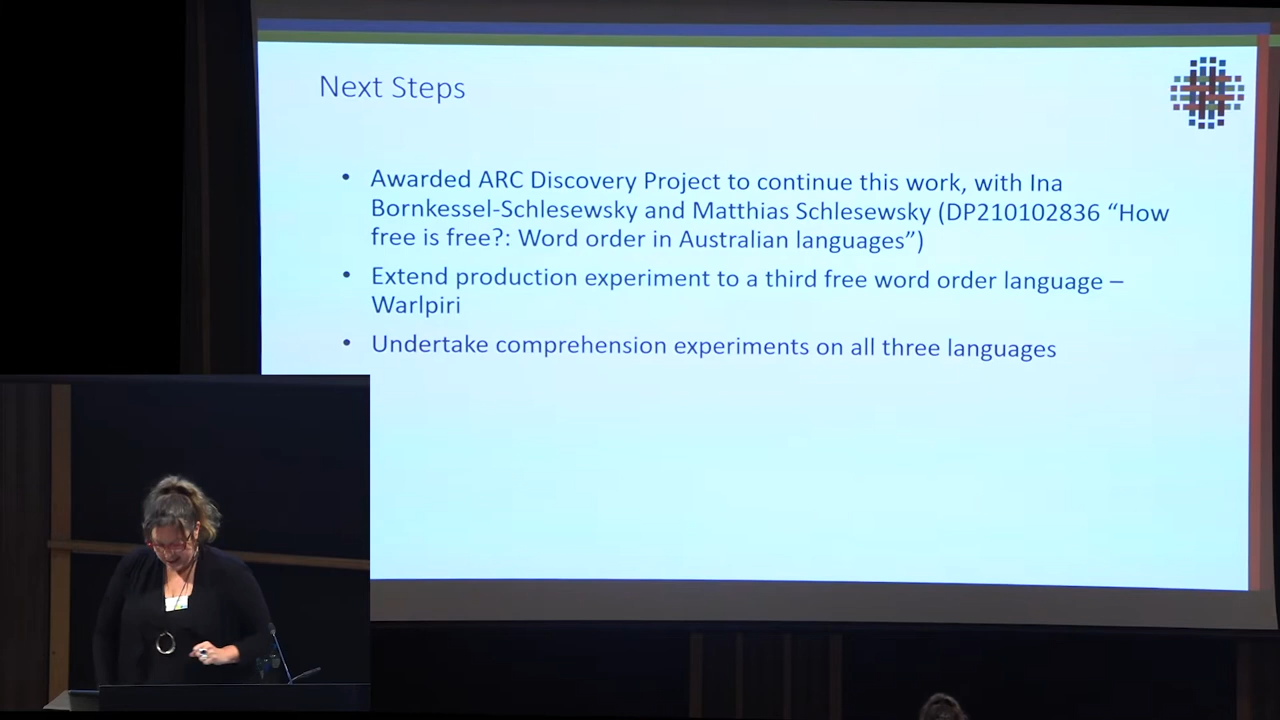 Next Steps
• Awarded ARC Discovery Project to continue this work, with Ina
Bornkessel-Schlesewsky and Matthias Schlesewsky (DP210102836 “How
free is free?: Word order in Australian languages”)
• Extend production experiment to a third free word order language –
Warlpiri
• Undertake comprehension experiments on all three languages